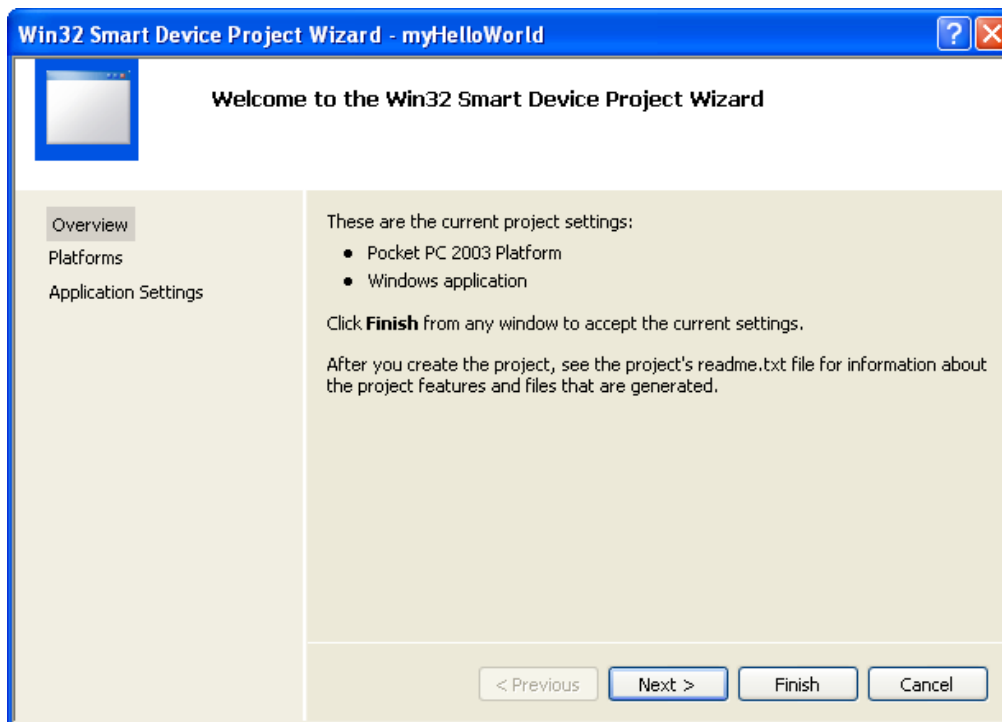 Win32 Smart Device Project Wizard - myHelloWorld
Welcome to the Win32 Smart Device Project Wizard
Overview
Platforms
Application Settings
These are the current project settings:
• Pocket PC 2003 Platform
• Windows application
Click Finish from any window to accept the current settings.
After you create the project, see the project's readme.txt file for information about
the project features and files that are generated.
< Previous
Next >
Finish
Cancel